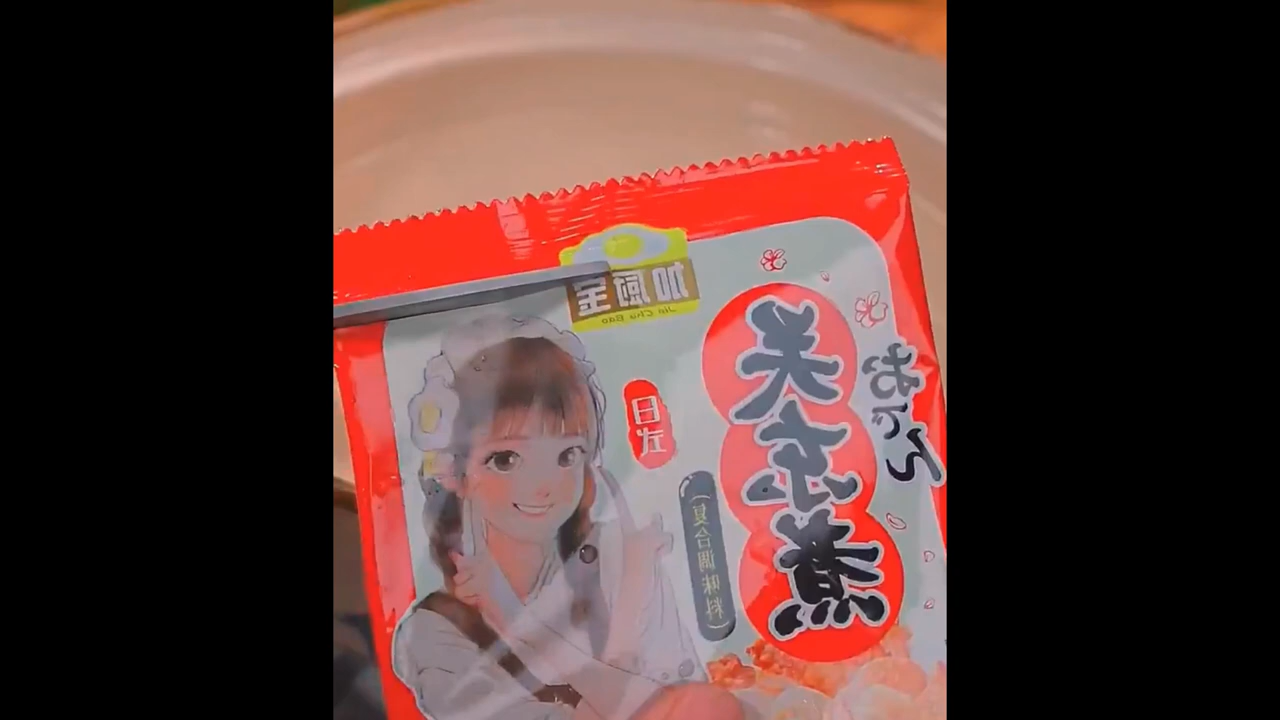 加厨宝
Jia Chu Bao
おでん
关东煮
日式
(复合调味料)